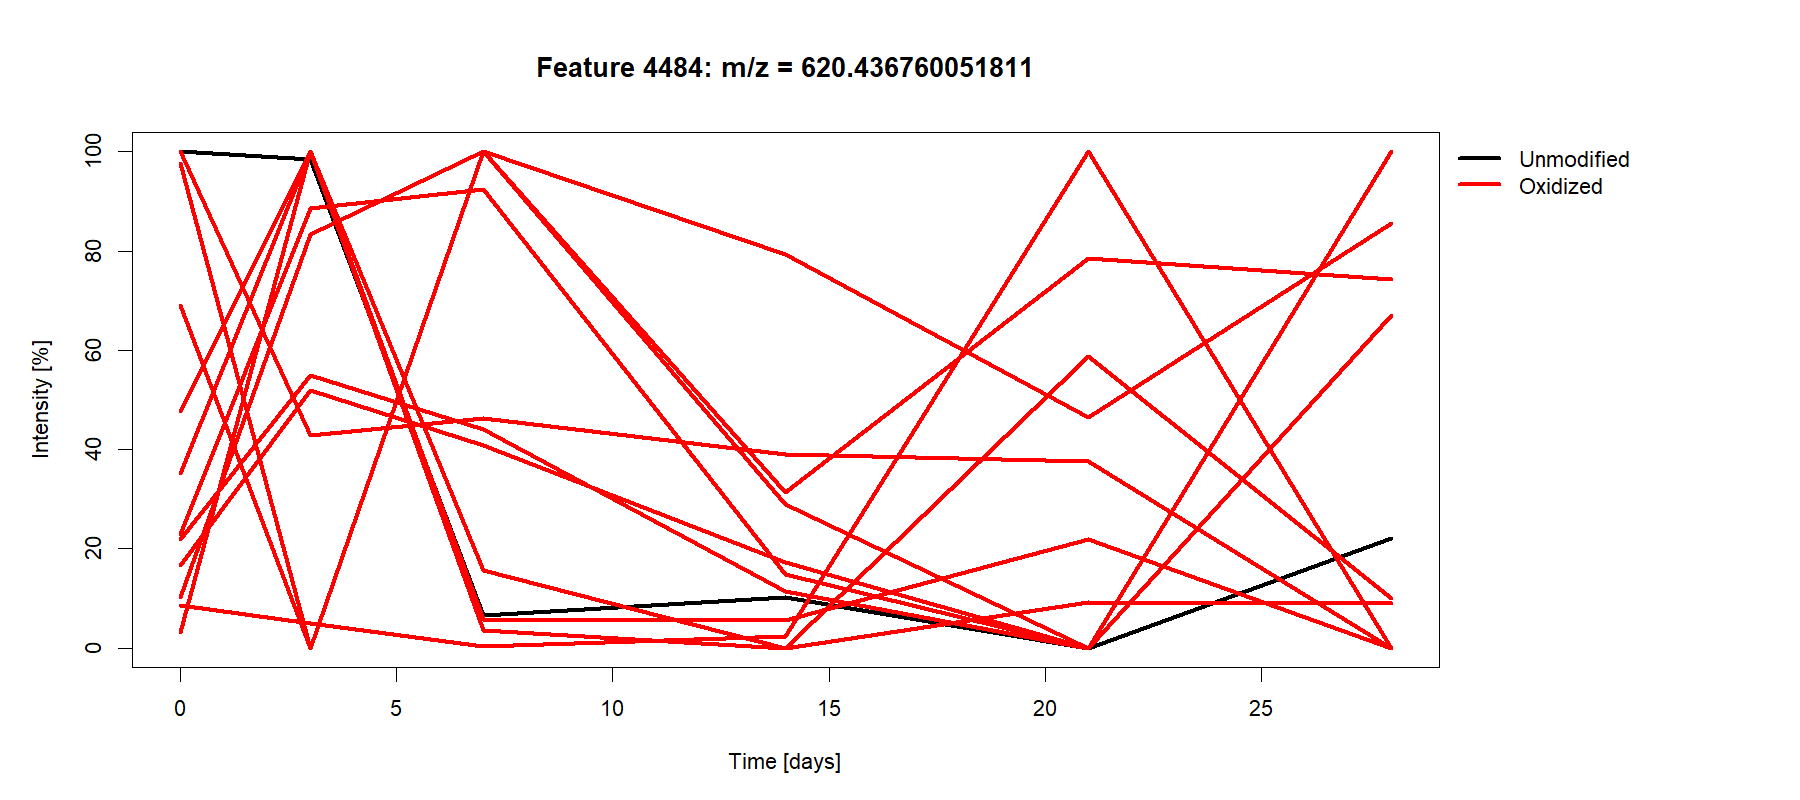 Feature 4484: m/z = 620.436760051811
Unmodified
Oxidized
100
80
60
40
20
0
Intensity [%]
0 5 10 15 20 25
Time [days]